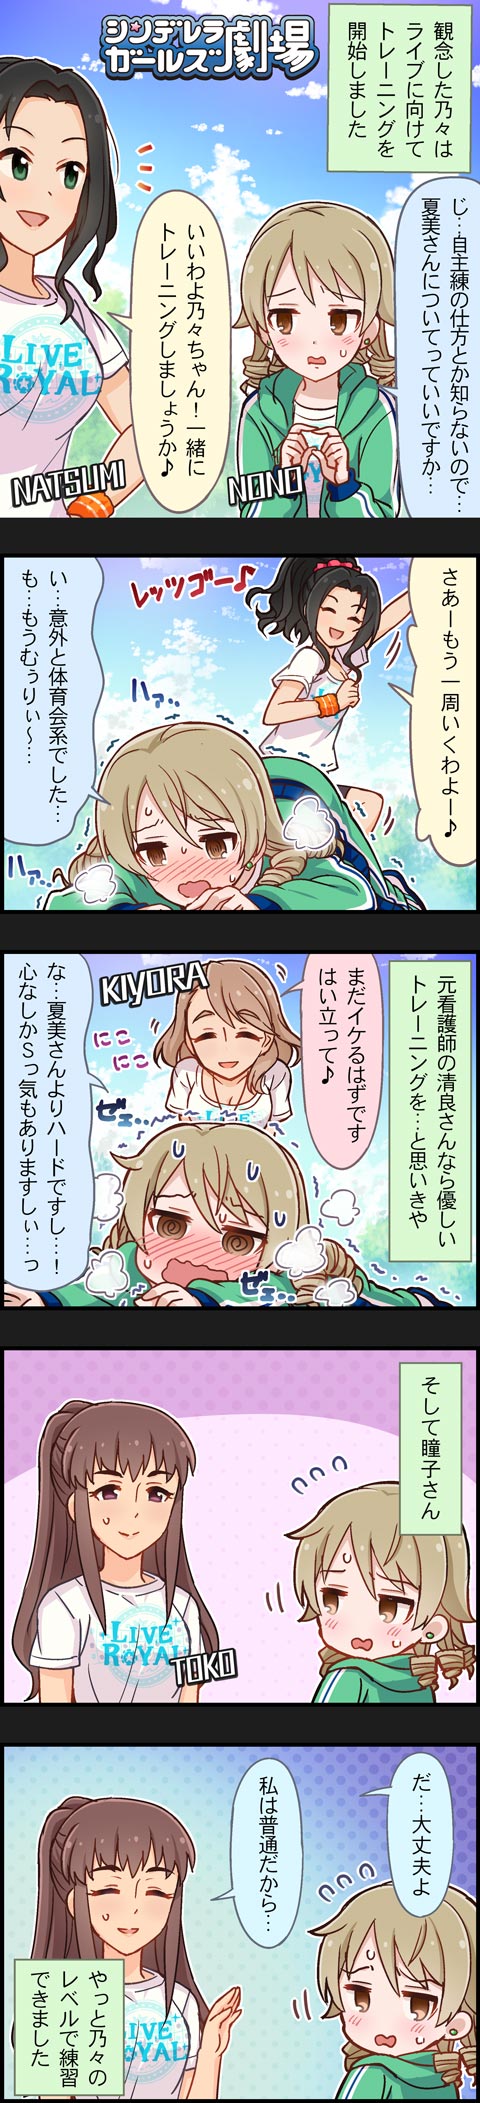 シンデレラ
ガールズ劇場
観念した乃々は
ライブに向けて
トレーニングを
開始しました
じ…自主練の仕方とか知らないので…
夏美さんについてっていいですか…
いいわよ乃々ちゃん！一緒に
トレーニングしましょうか♪
LIVE
ROYAL
NATSUMI
NONO
さあーもう一周いくわよー♪
レッツゴー♪
い…意外と体育会系でした…
も…もうむぅりぃ〜…
ハァ…
ハァ…
元看護師の清良さんなら優しい
トレーニングを…と思いきや
まだイケるはずです
はい立って♪
KIYORA
にこ
にこ
な…夏美さんよりハードですし…！
心なしかSっ気もありますしぃ…っ
ゼェ…
ゼェ…
そして瞳子さん
LIVE
ROYAL
TOKO
だ…大丈夫よ
私は普通だから…
LIVE
ROYAL
やっと乃々の
レベルで練習
できました